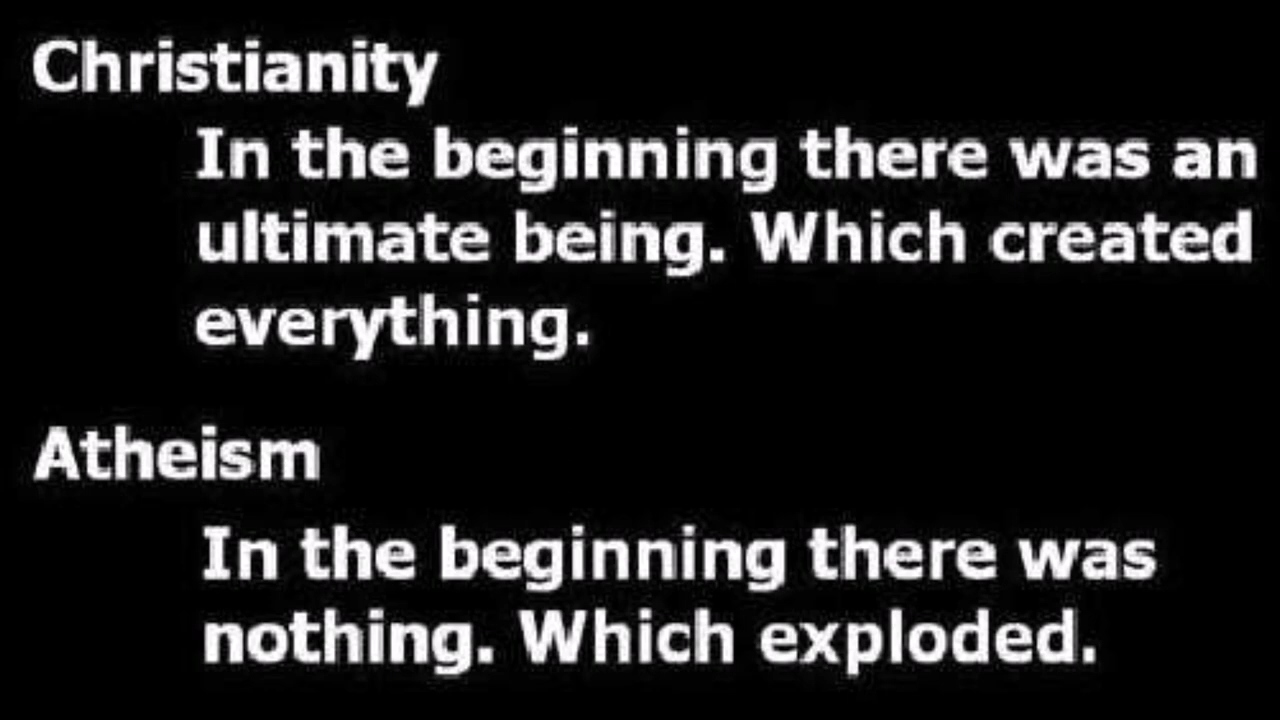 Christianity
In the beginning there was an
ultimate being. Which created
everything.
Atheism
In the beginning there was
nothing. Which exploded.